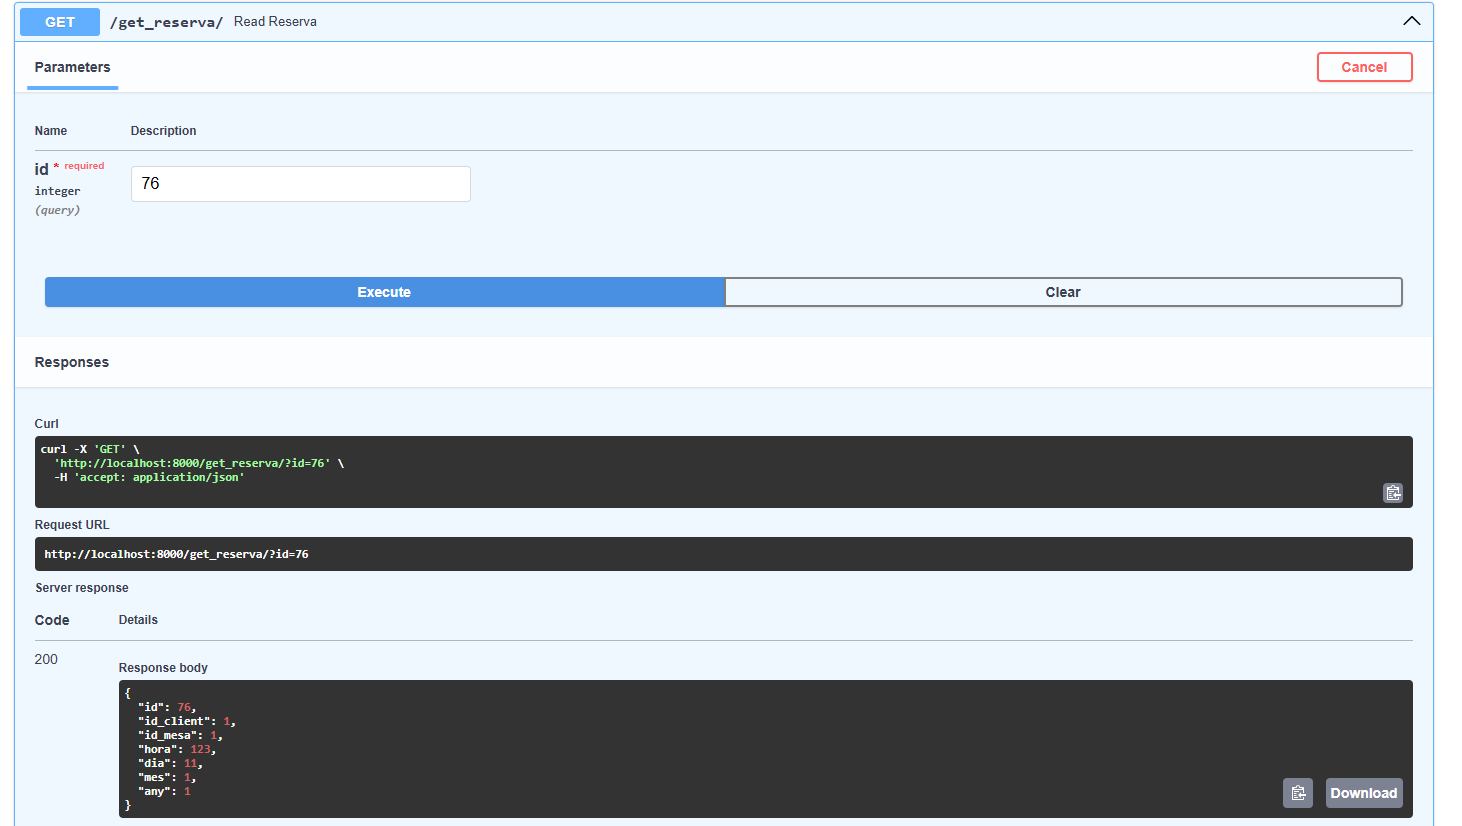 GET /get_reserva/ Read Reserva
Parameters
Cancel
Name Description
id * required
integer
(query)
76
Execute Clear
Responses
Curl
curl -X 'GET' \
  'http://localhost:8000/get_reserva/?id=76' \
  -H 'accept: application/json'
Request URL
http://localhost:8000/get_reserva/?id=76
Server response
Code Details
200
Response body
{
  "id": 76,
  "id_client": 1,
  "id_mesa": 1,
  "hora": 123,
  "dia": 11,
  "mes": 1,
  "any": 1
}
Download